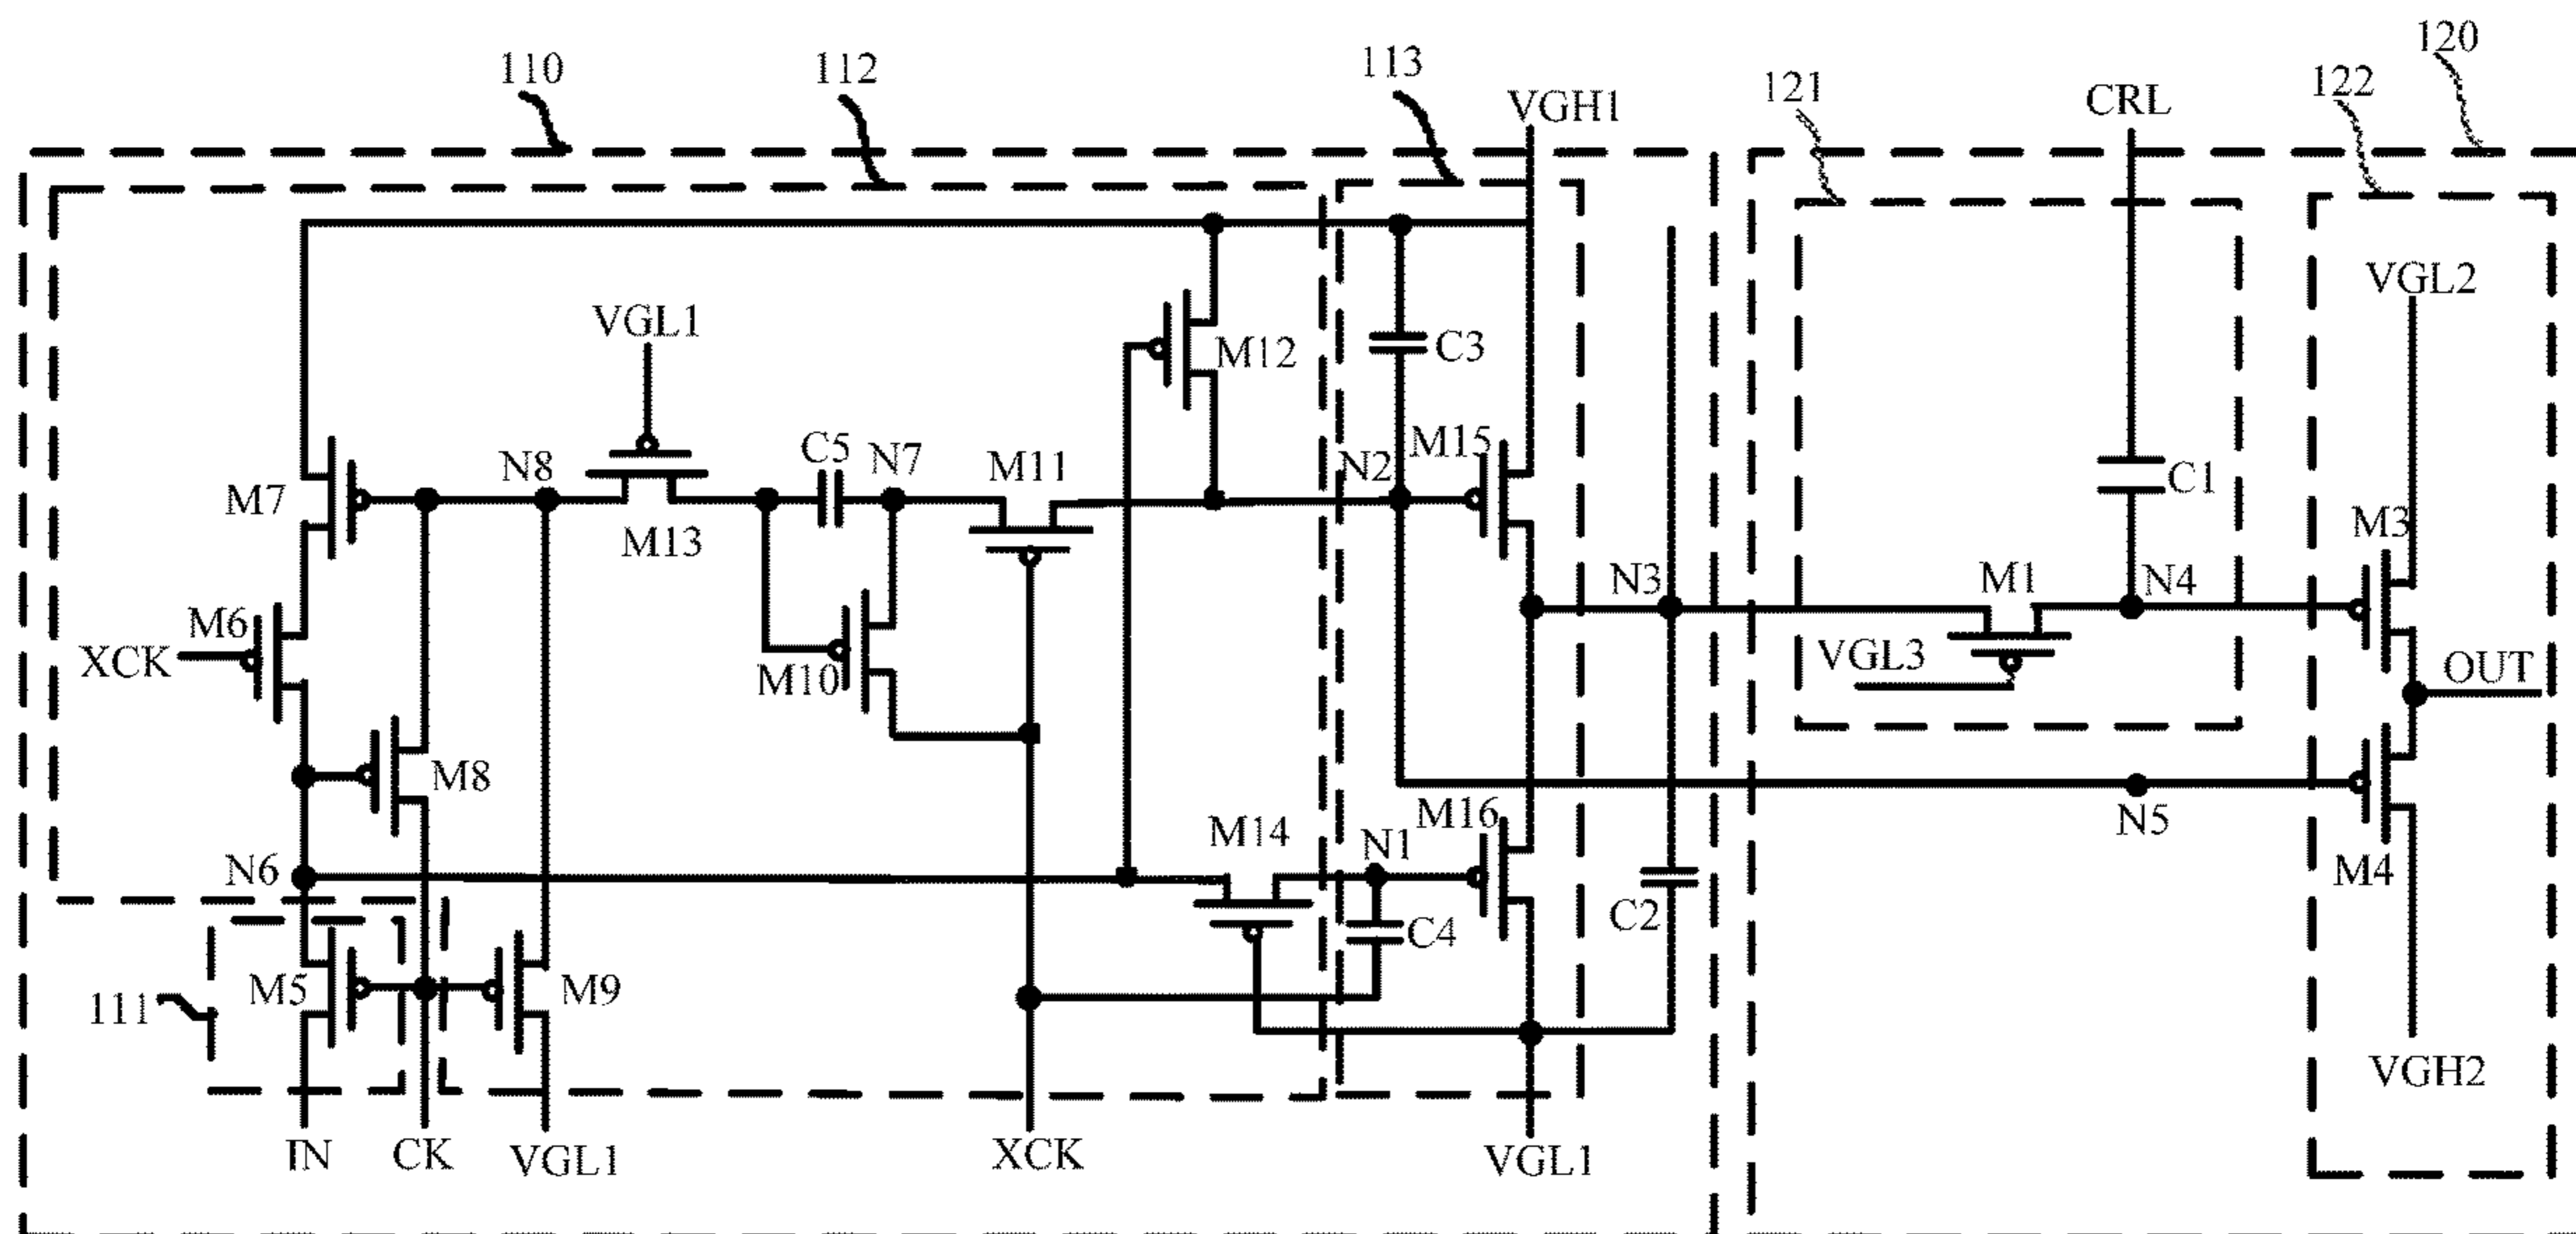 120
110
112
113
121
122
VGH1
CRL
VGL2
VGL1
C3
M12
M15
C5
N7
M11
N2
N8
M7
M13
C1
M3
N3
M1
N4
M6
XCK
M10
VGL3
OUT
M8
M16
N5
M14
N1
N6
M4
C2
C4
M5
M9
111
VGH2
IN
CK
VGL1
XCK
VGL1